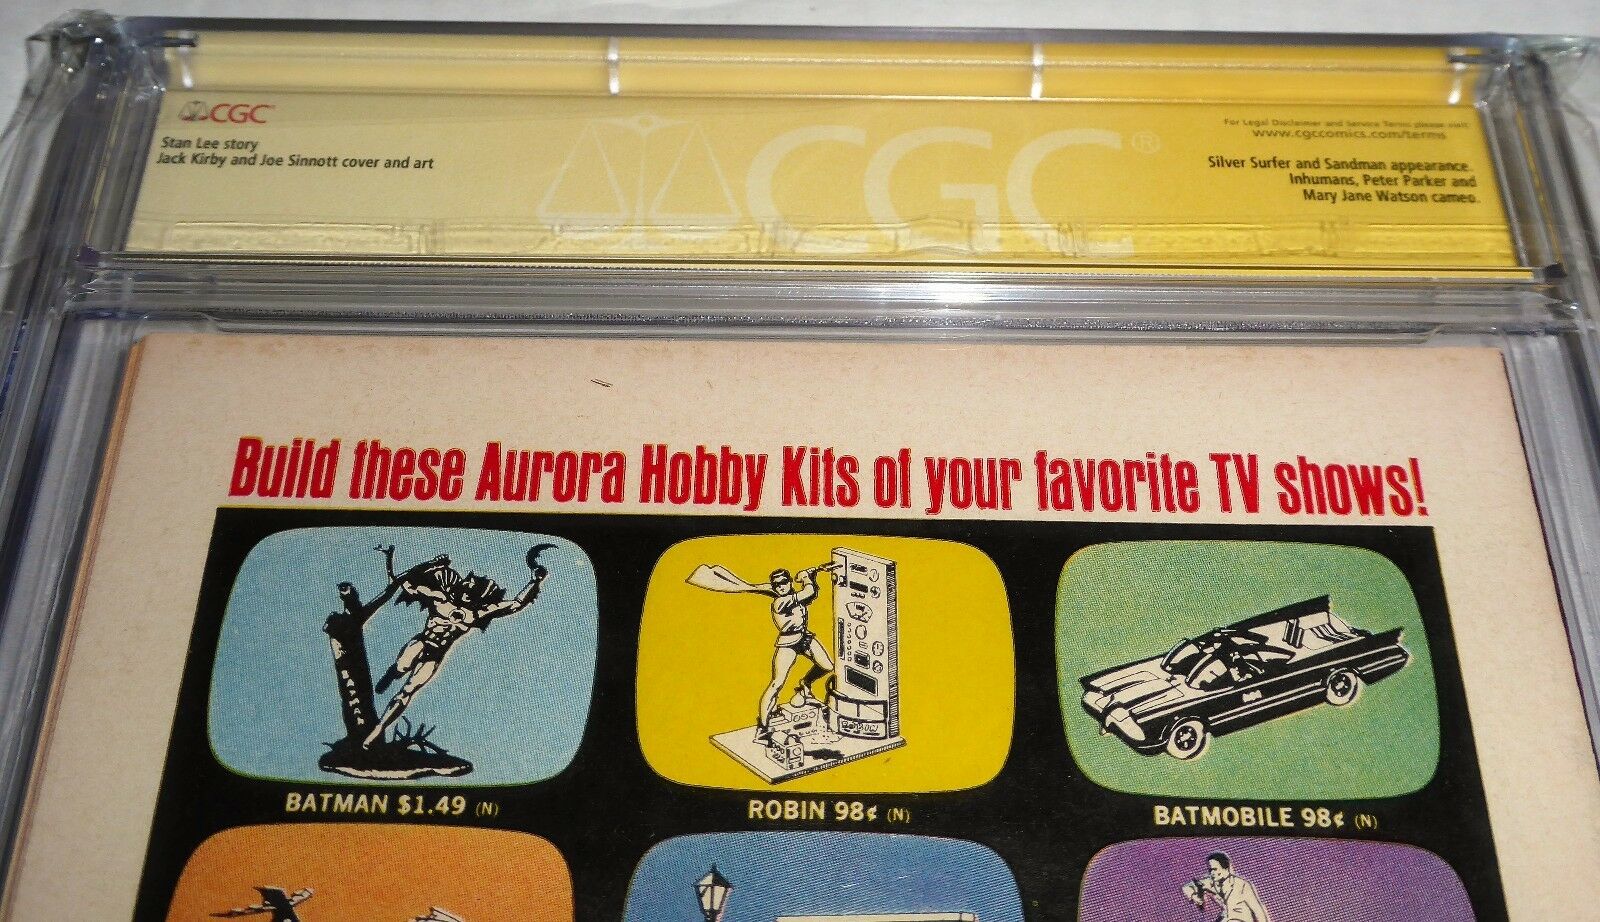 CGC
Stan Lee story
Jack Kirby and Joe Sinnott cover and art
CGC®
For Legal Disclaimer and Service Terms please visit
www.cgccomics.com/terms
Silver Surfer and Sandman appearance.
Inhumans, Peter Parker and
Mary Jane Watson cameo.
Build these Aurora Hobby Kits of your favorite TV shows!
BATMAN $1.49 (N)
ROBIN 98¢ (N)
BATMOBILE 98¢ (N)